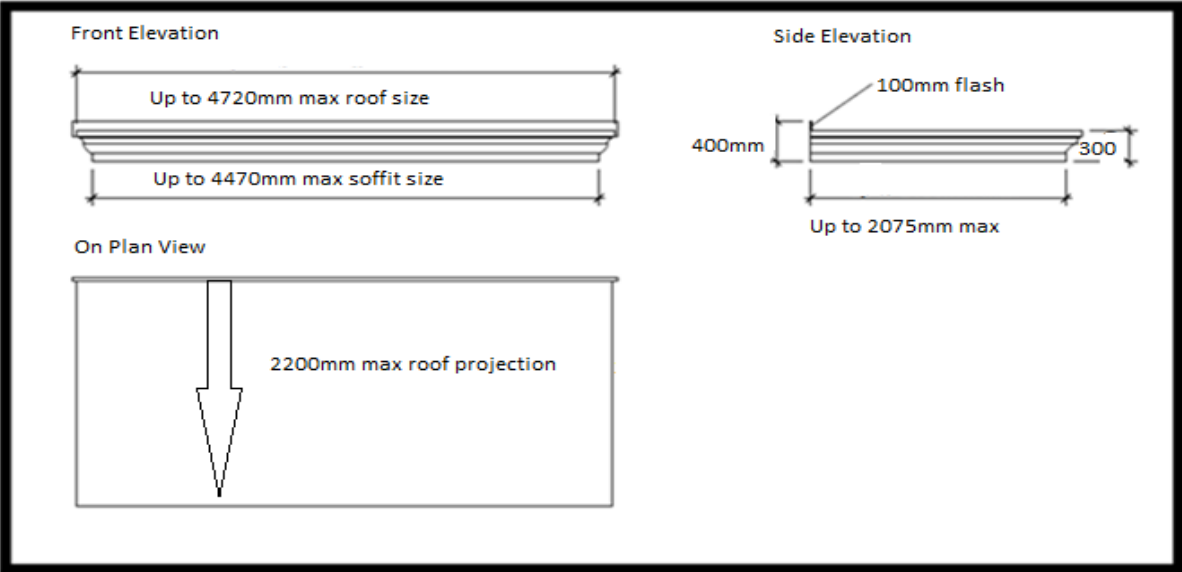 Front Elevation
Up to 4720mm max roof size
Up to 4470mm max soffit size
Side Elevation
100mm flash
400mm
300
Up to 2075mm max
On Plan View
2200mm max roof projection